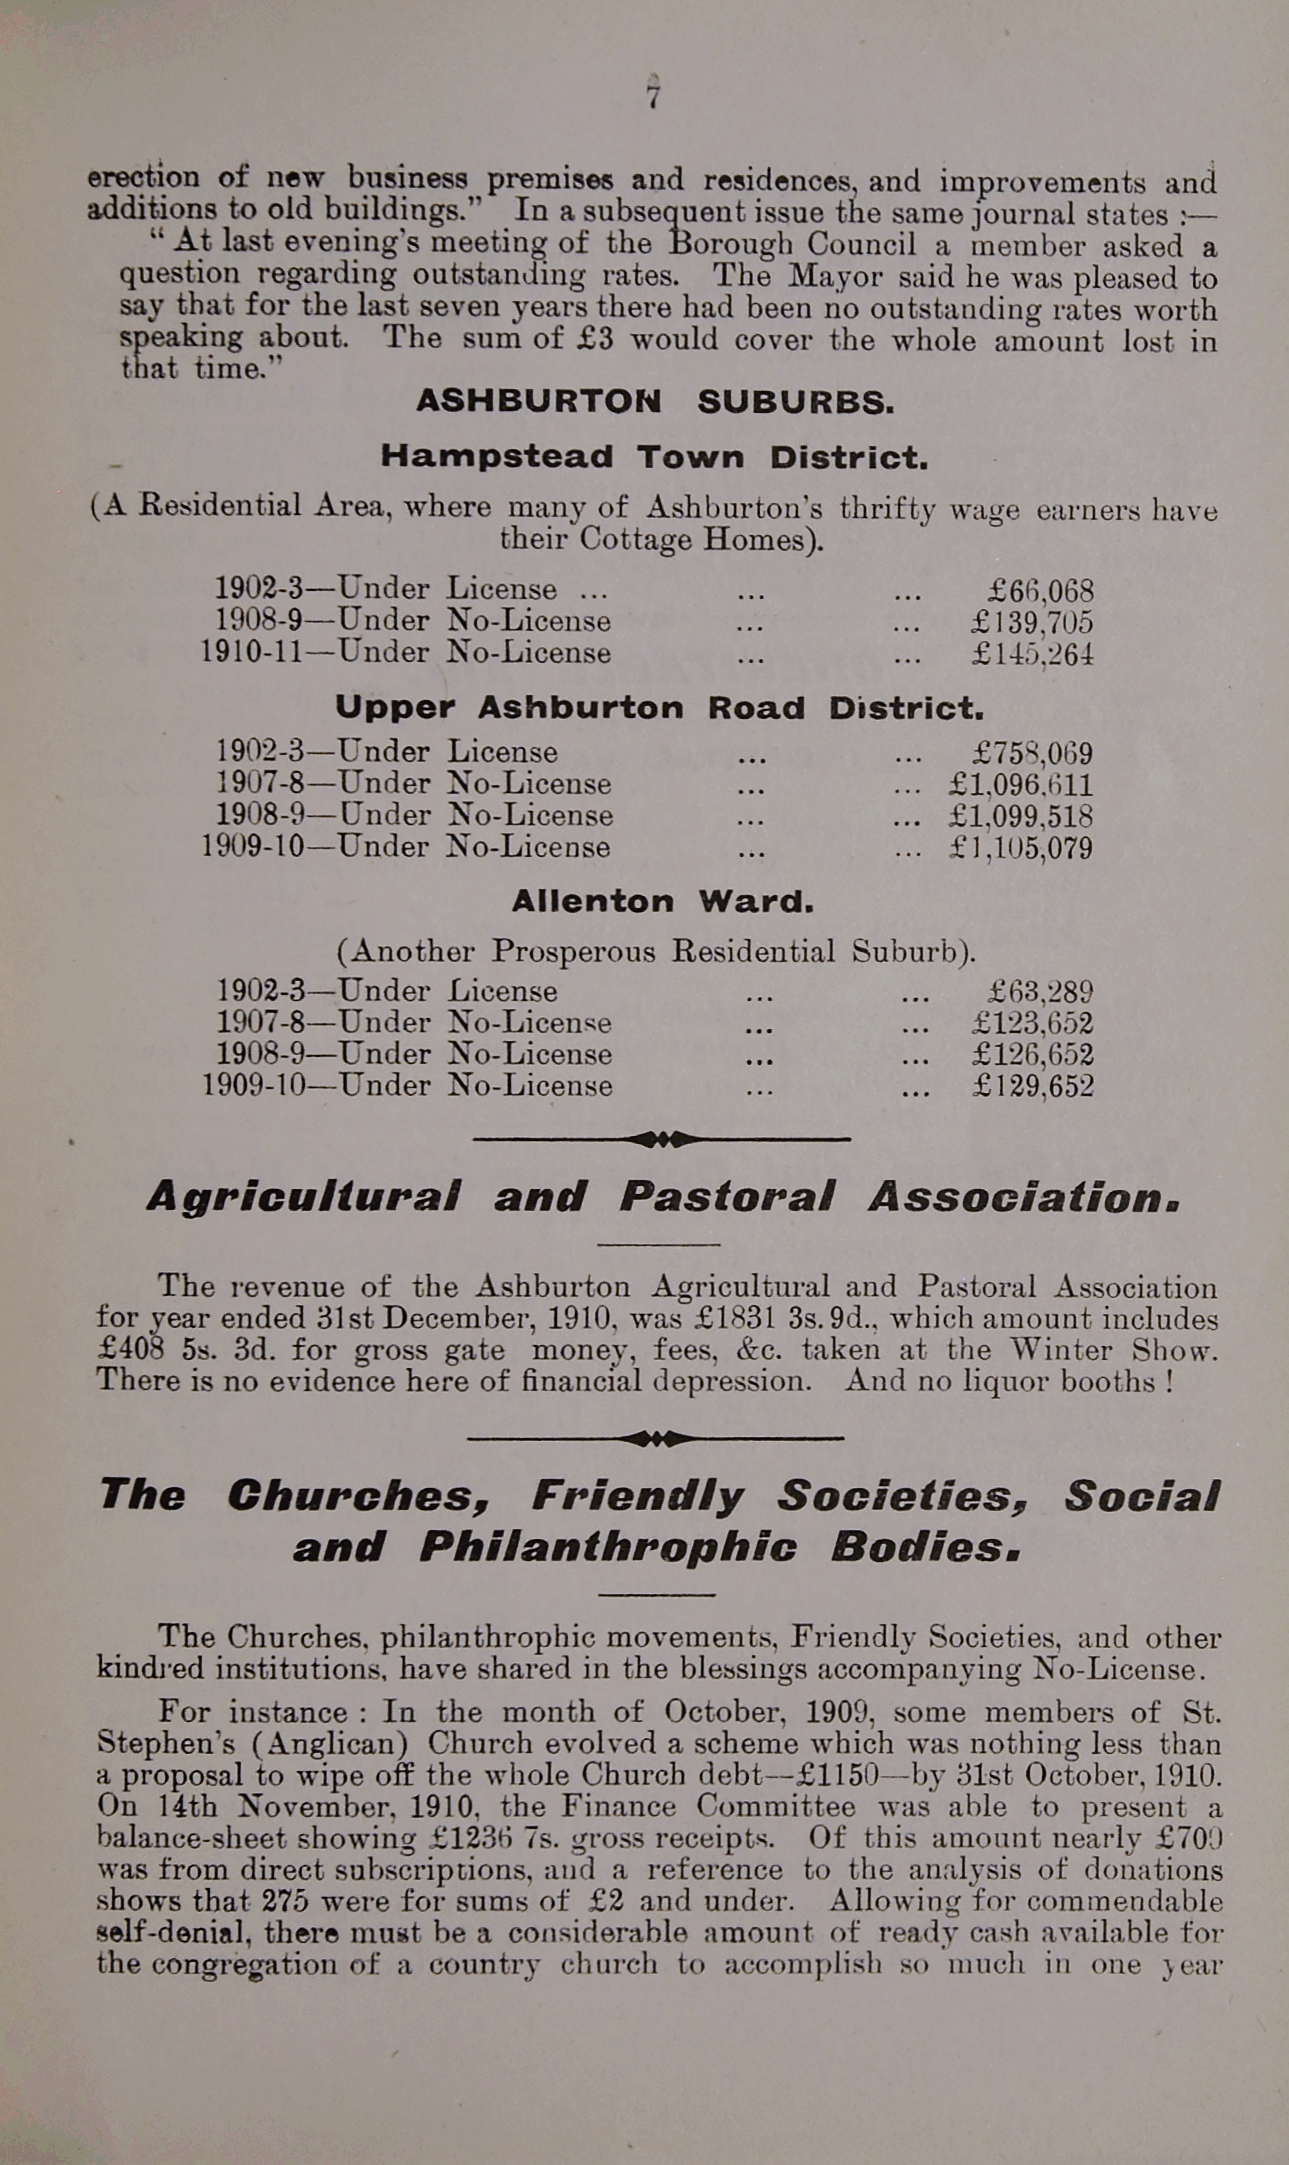 7
erection of new business premises and residences, and improvements and
additions to old buildings.” In a subsequent issue the same journal states :—
“ At last evening's meeting of the Borough Council a member asked a
question regarding outstanding rates. The Mayor said he was pleased to
say that for the last seven years there had been no outstanding rates worth
speaking about. The sum of £3 would cover the whole amount lost in
that time.”
ASHBURTON SUBURBS.
Hampstead Town District.
(A Residential Area, where many of Ashburton's thrifty wage earners have
their Cottage Homes).
1902-3—Under License ... ... ... £66,068
1908-9—Under No-License ... ... £139,705
1910-11—Under No-License ... ... £145,264
Upper Ashburton Road District.
1902-3—Under License ... ... £758,069
1907-8—Under No-License ... ... £1,096,611
1908-9—Under No-License ... ... £1,099,518
1909-10—Under No-License ... ... £1,105,079
Allenton Ward.
(Another Prosperous Residential Suburb).
1902-3—Under License ... ... £63,289
1907-8—Under No-License ... ... £123,652
1908-9—Under No-License ... ... £126,652
1909-10—Under No-License ... ... £129,652
Agricultural and Pastoral Association.
The revenue of the Ashburton Agricultural and Pastoral Association
for year ended 31st December, 1910, was £1831 3s. 9d., which amount includes
£408 5s. 3d. for gross gate money, fees, &c. taken at the Winter Show.
There is no evidence here of financial depression. And no liquor booths !
The Churches, Friendly Societies, Social
and Philanthrophic Bodies.
The Churches, philanthrophic movements, Friendly Societies, and other
kindred institutions, have shared in the blessings accompanying No-License.
For instance : In the month of October, 1909, some members of St.
Stephen's (Anglican) Church evolved a scheme which was nothing less than
a proposal to wipe off the whole Church debt—£1150—by 31st October, 1910.
On 14th November, 1910, the Finance Committee was able to present a
balance-sheet showing £1236 7s. gross receipts. Of this amount nearly £700
was from direct subscriptions, and a reference to the analysis of donations
shows that 275 were for sums of £2 and under. Allowing for commendable
self-denial, there must be a considerable amount of ready cash available for
the congregation of a country church to accomplish so much in one year